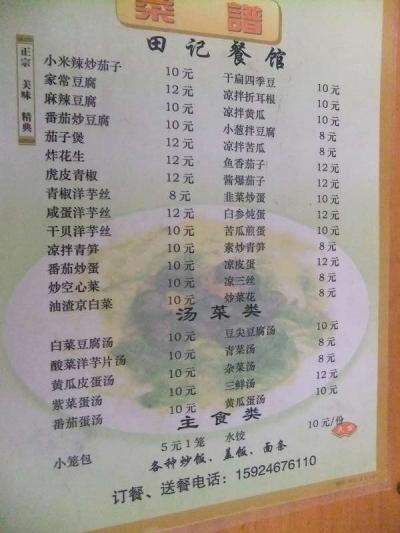 菜 谱
田记餐馆
正宗 美味 精典
小米辣炒茄子 10元 干扁四季豆 10元
家常豆腐 10元 凉拌折耳根 10元
麻辣豆腐 12元 凉拌黄瓜 10元
番茄炒豆腐 10元 小葱拌豆腐 8元
茄子煲 12元 凉拌苦瓜 8元
炸花生 10元 鱼香茄子 12元
虎皮青椒 12元 酱爆茄子 12元
青椒洋芋丝 8元 韭菜炒蛋 10元
咸蛋洋芋丝 12元 白参炖蛋 12元
干贝洋芋丝 12元 苦瓜煎蛋 10元
凉拌青笋 10元 素炒青笋 8元
番茄炒蛋 10元 凉皮蛋 12元
炒空心菜 10元 凉三丝 8元
油渣京白菜 10元 炒菜花 10元
汤菜类
白菜豆腐汤 10元 豆尖豆腐汤 10元
酸菜洋芋片汤 10元 青菜汤 8元
黄瓜皮蛋汤 10元 杂菜汤 8元
紫菜蛋汤 10元 三鲜汤 12元
番茄蛋汤 10元 黄瓜蛋汤 10元
主食类
小笼包 5元1笼 水饺 10元/份
各种炒饭、盖饭、面条
订餐、送餐电话：15924676110